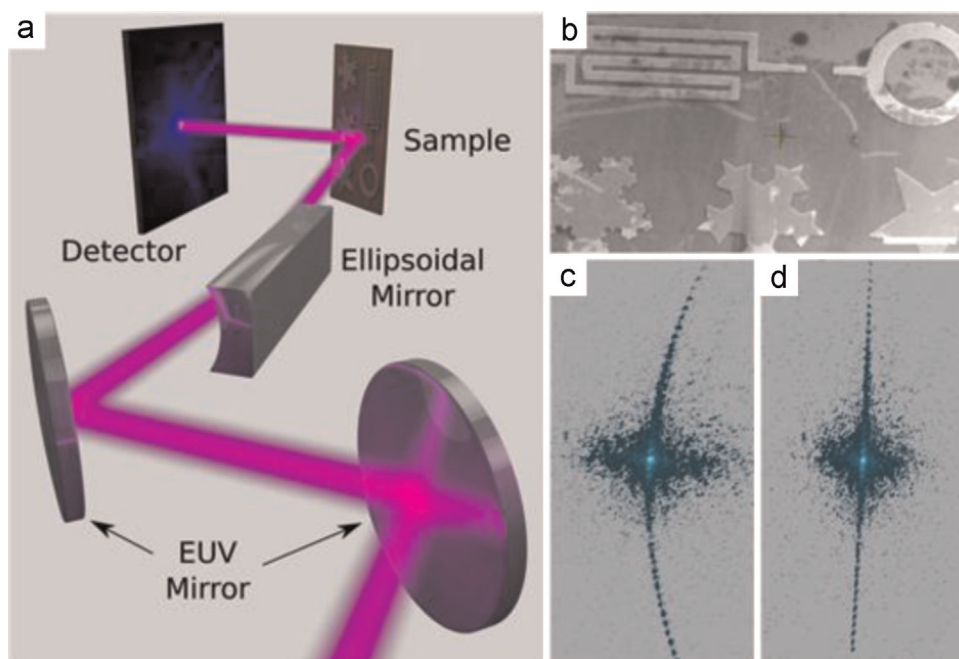 a
Sample
Detector
Ellipsoidal
Mirror
EUV
Mirror
b
c
d